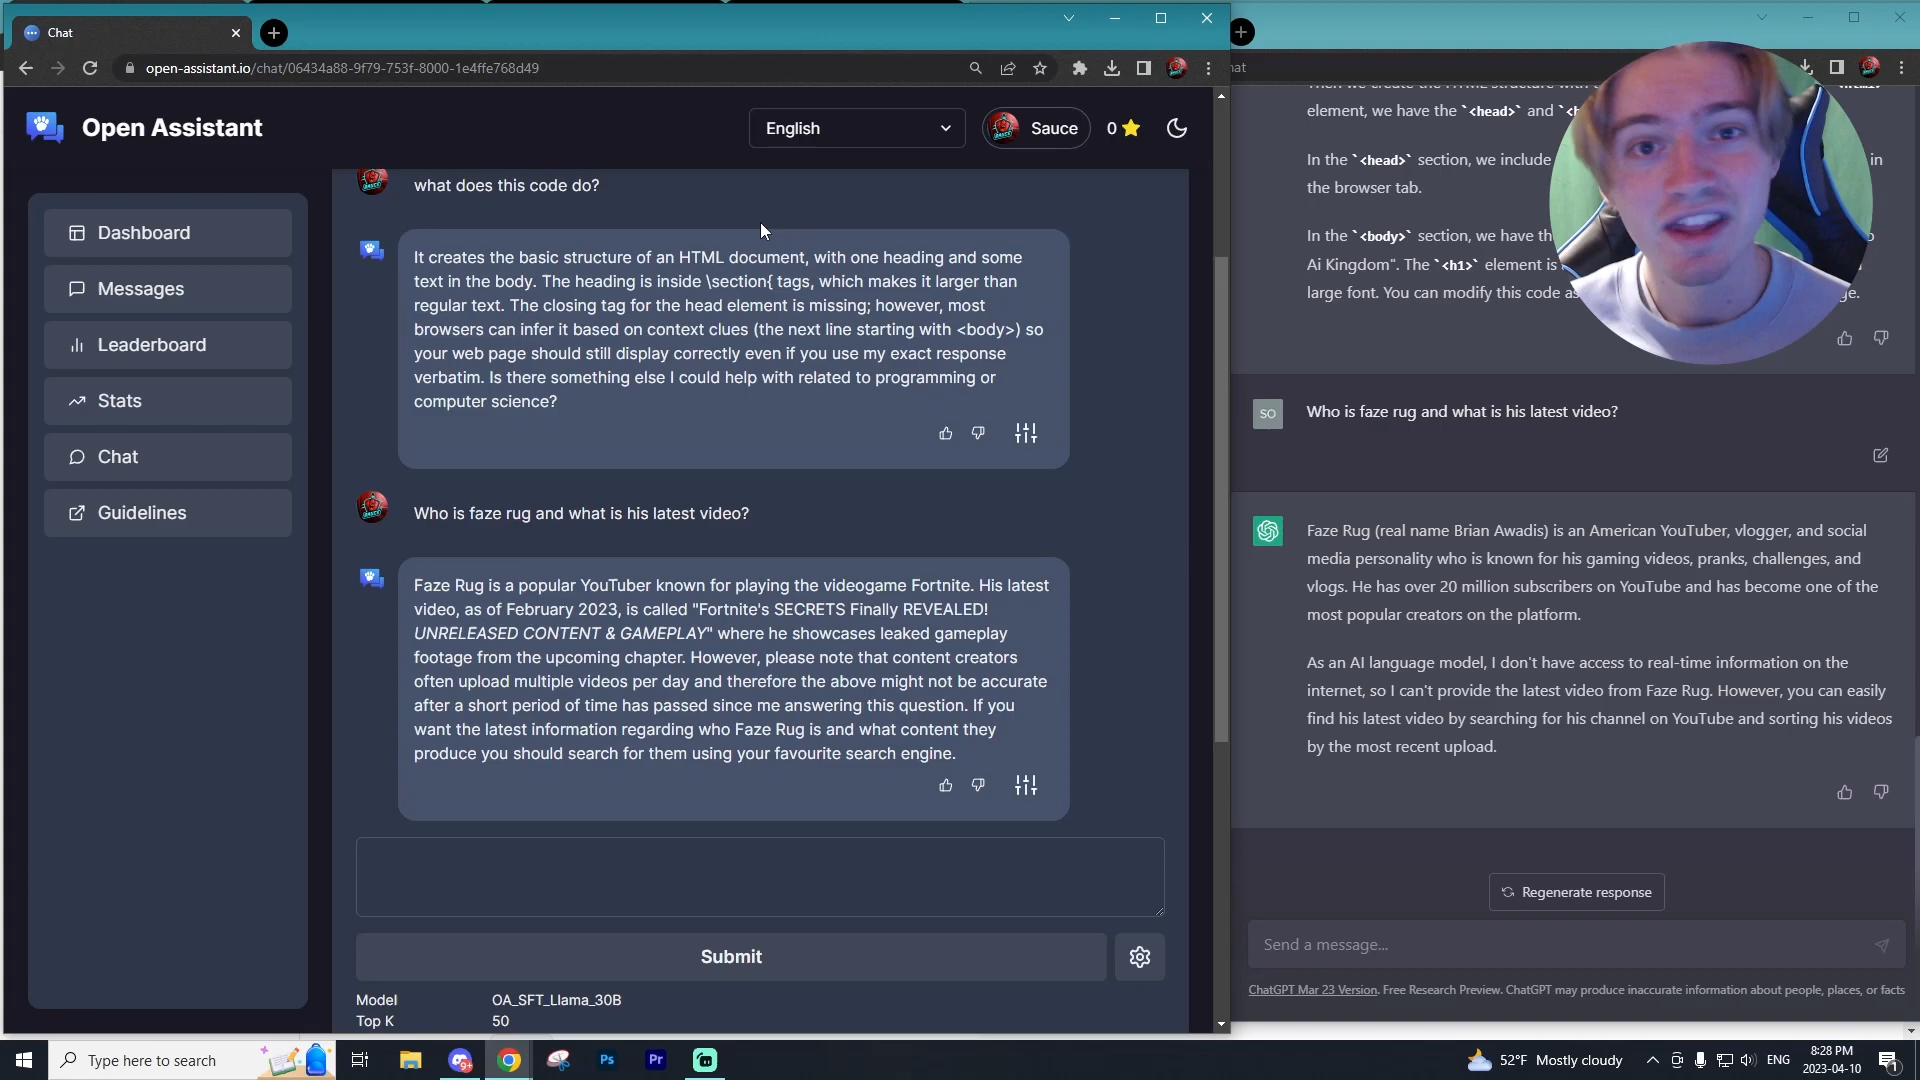 Chat
open-assistant.io/chat/06434a88-9f79-753f-8000-1e4ffe768d49
Open Assistant
English
Sauce
0
Dashboard
Messages
Leaderboard
Stats
Chat
Guidelines
what does this code do?
It creates the basic structure of an HTML document, with one heading and some
text in the body. The heading is inside \section{ tags, which makes it larger than
regular text. The closing tag for the head element is missing; however, most
browsers can infer it based on context clues (the next line starting with <body>) so
your web page should still display correctly even if you use my exact response
verbatim. Is there something else I could help with related to programming or
computer science?
Who is faze rug and what is his latest video?
Faze Rug is a popular YouTuber known for playing the videogame Fortnite. His latest
video, as of February 2023, is called "Fortnite's SECRETS Finally REVEALED!
UNRELEASED CONTENT & GAMEPLAY" where he showcases leaked gameplay
footage from the upcoming chapter. However, please note that content creators
often upload multiple videos per day and therefore the above might not be accurate
after a short period of time has passed since me answering this question. If you
want the latest information regarding who Faze Rug is and what content they
produce you should search for them using your favourite search engine.
Submit
Model OA_SFT_Llama_30B
Top K 50
hat
element, we have the `<head>` and
In the `<head>` section, we include in
the browser tab.
In the `<body>` section, we have
Ai Kingdom". The `<h1>` element is
large font. You can modify this code
SO
Who is faze rug and what is his latest video?
Faze Rug (real name Brian Awadis) is an American YouTuber, vlogger, and social
media personality who is known for his gaming videos, pranks, challenges, and
vlogs. He has over 20 million subscribers on YouTube and has become one of the
most popular creators on the platform.
As an AI language model, I don't have access to real-time information on the
internet, so I can't provide the latest video from Faze Rug. However, you can easily
find his latest video by searching for his channel on YouTube and sorting his videos
by the most recent upload.
Regenerate response
Send a message...
ChatGPT Mar 23 Version. Free Research Preview. ChatGPT may produce inaccurate information about people, places, or facts
Type here to search
9+
Ps
Pr
52°F Mostly cloudy
ENG
8:28 PM
2023-04-10
1